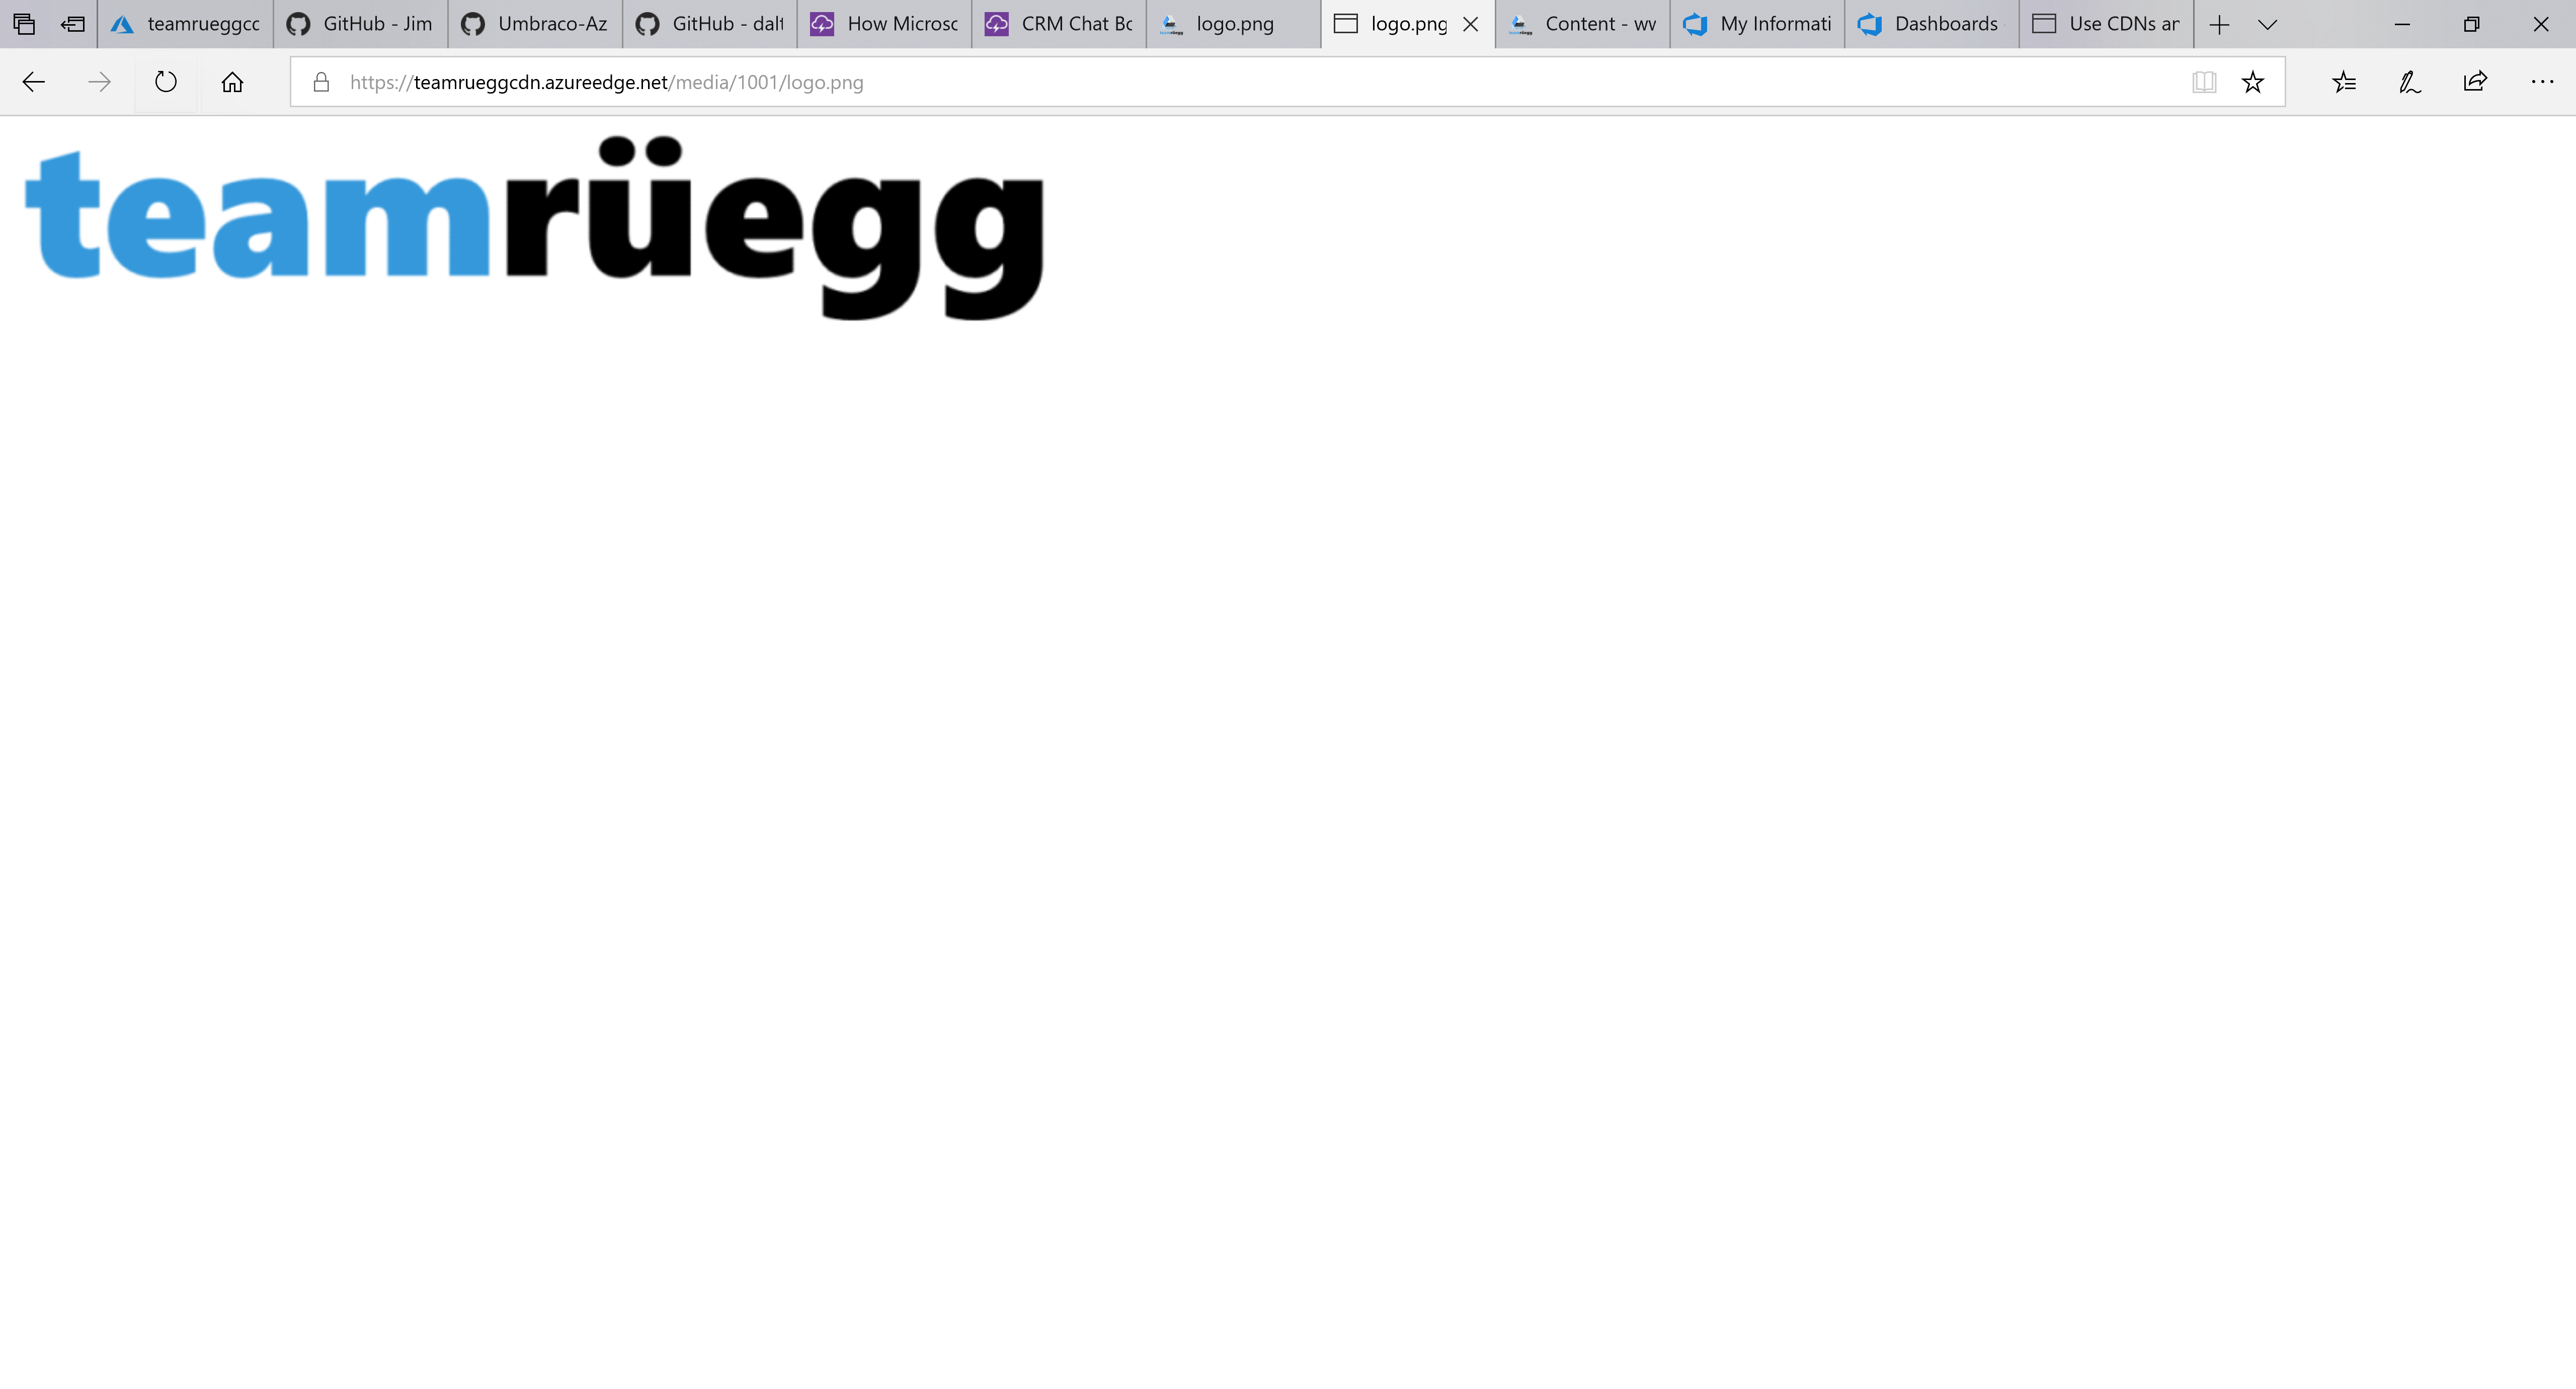 teamrueggcc
GitHub - Jim
Umbraco-Az
GitHub - dalt
How Microsc
CRM Chat Bo
logo.png
logo.png
Content - wv
My Informati
Dashboards
Use CDNs ar
https://teamrueggcdn.azureedge.net/media/1001/logo.png
teamrüegg